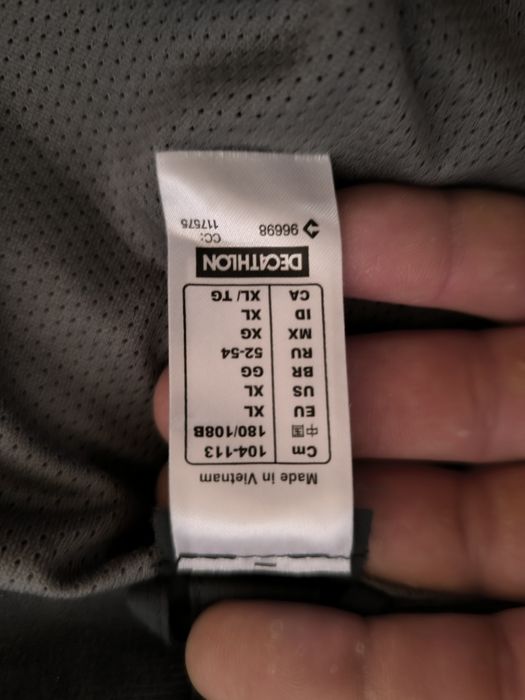 Made in Vietnam
Cm 104-113
中国 180/108B
EU XL
US XL
BR GG
RU 52-54
MX XG
ID XL
CA XL/TG
DECATHLON
96698 CC:
117575